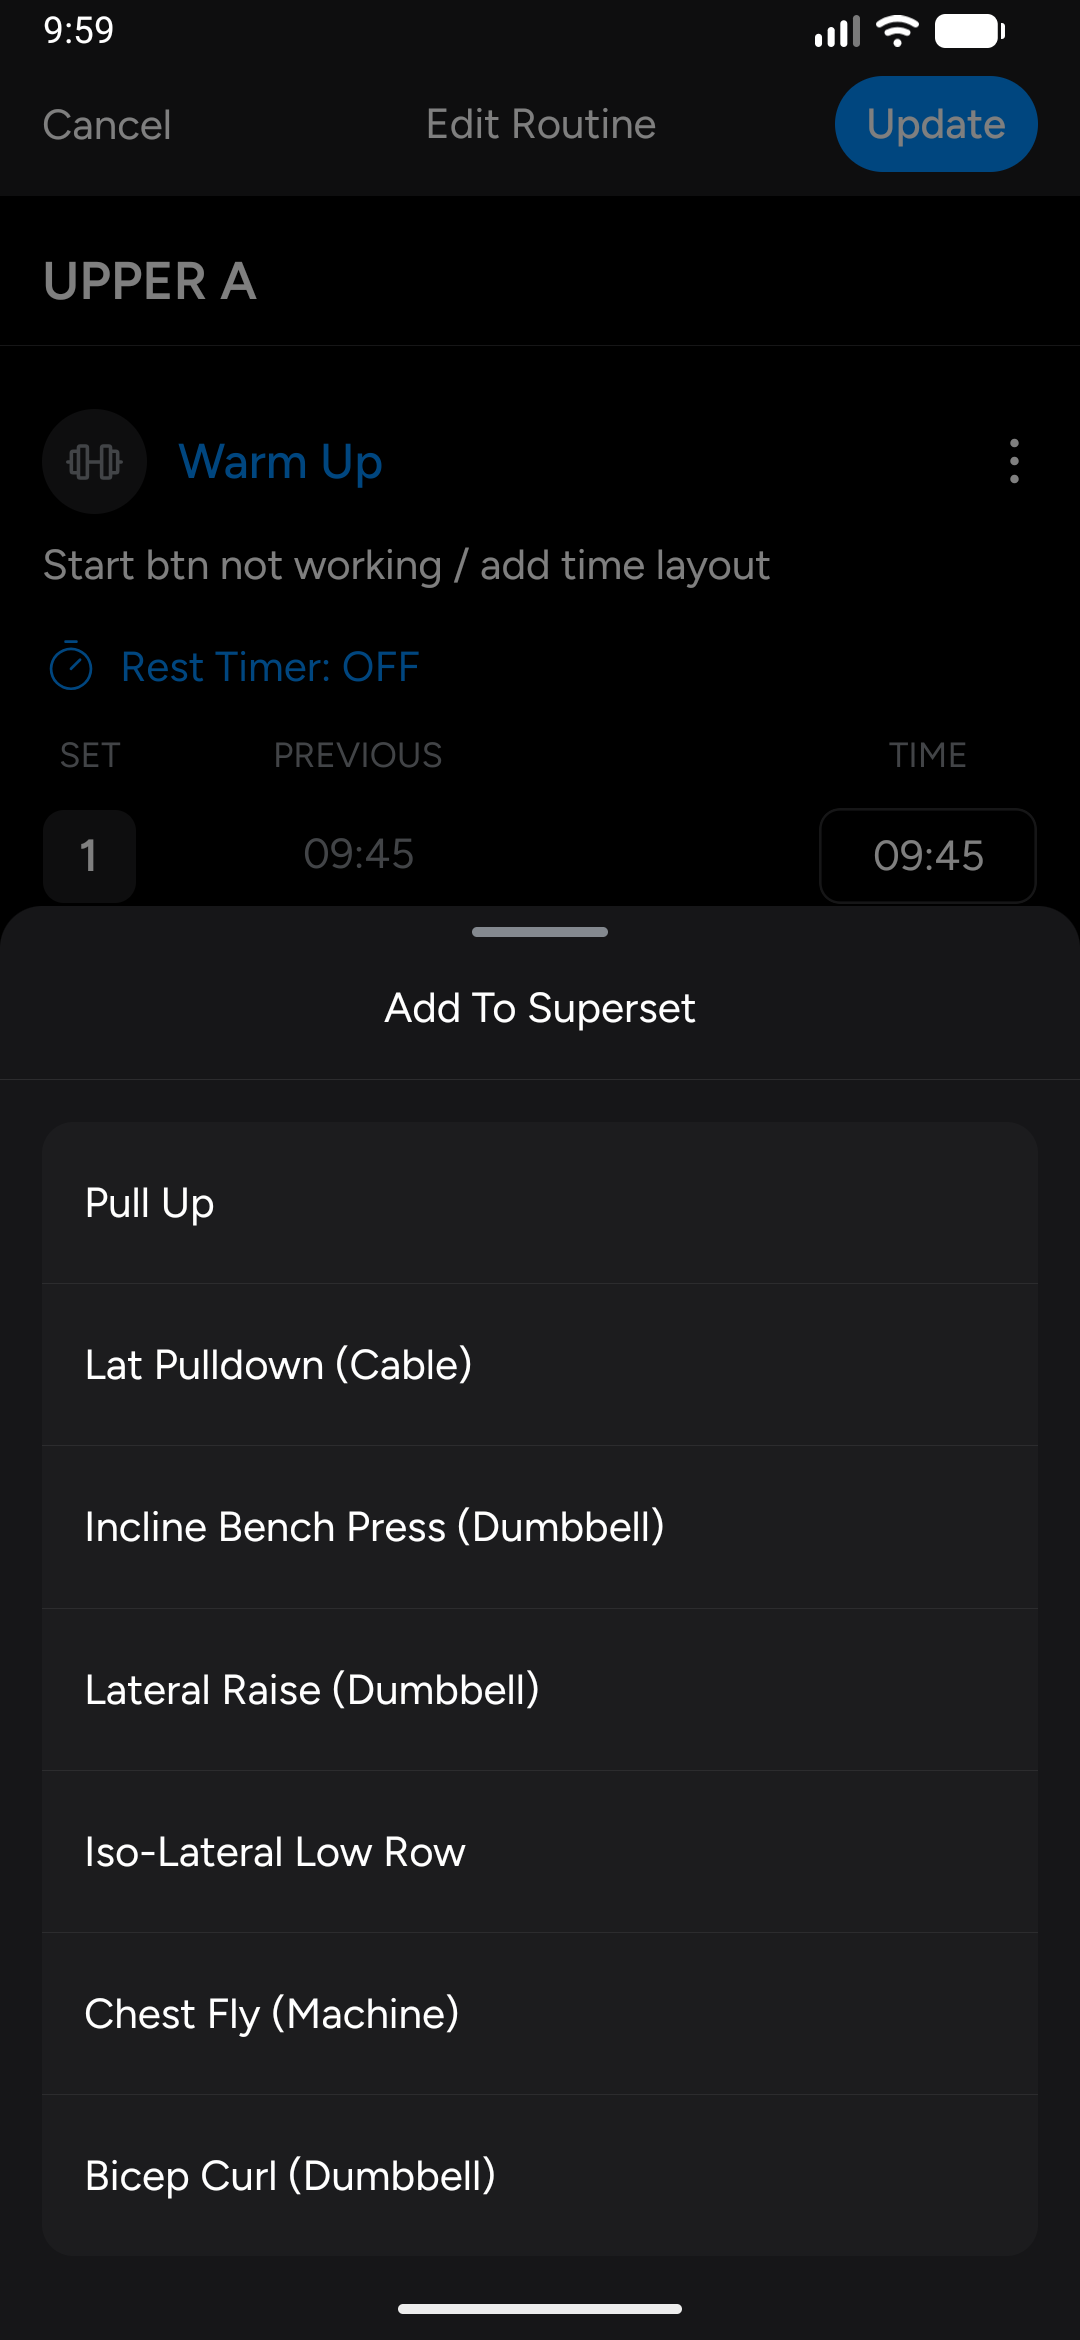 9:59
Cancel
Edit Routine
Update
UPPER A
Warm Up
Start btn not working / add time layout
Rest Timer: OFF
SET PREVIOUS TIME
1 09:45 09:45
Add To Superset
Pull Up
Lat Pulldown (Cable)
Incline Bench Press (Dumbbell)
Lateral Raise (Dumbbell)
Iso-Lateral Low Row
Chest Fly (Machine)
Bicep Curl (Dumbbell)